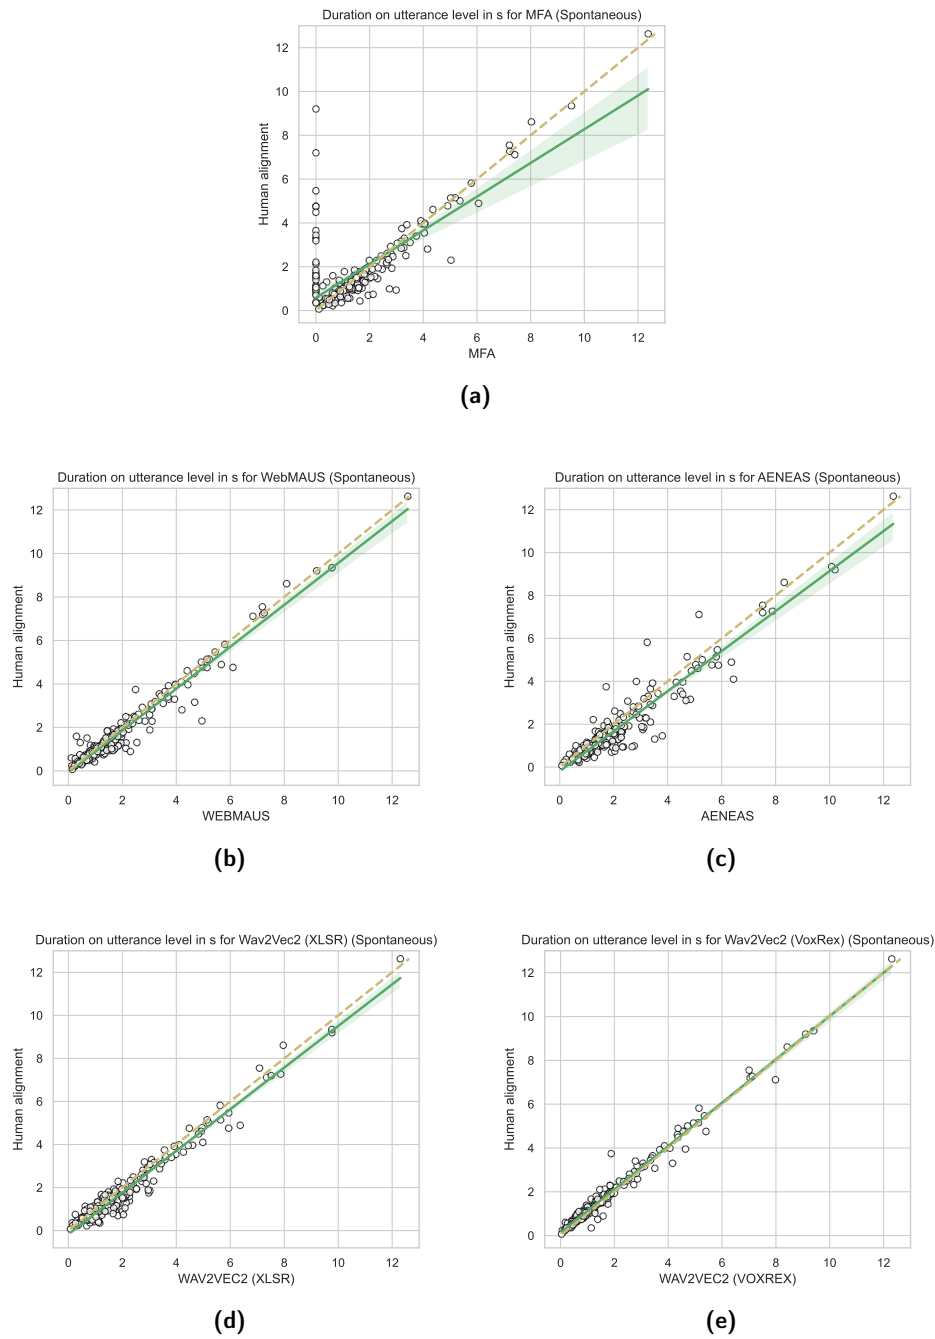 Duration on utterance level in s for MFA (Spontaneous)
12
10
8
6
4
2
0
Human alignment
0 2 4 6 8 10 12
MFA
(a)
Duration on utterance level in s for WebMAUS (Spontaneous)
12
10
8
6
4
2
0
Human alignment
0 2 4 6 8 10 12
WEBMAUS
(b)
Duration on utterance level in s for AENEAS (Spontaneous)
12
10
8
6
4
2
0
Human alignment
0 2 4 6 8 10 12
AENEAS
(c)
Duration on utterance level in s for Wav2Vec2 (XLSR) (Spontaneous)
12
10
8
6
4
2
0
Human alignment
0 2 4 6 8 10 12
WAV2VEC2 (XLSR)
(d)
Duration on utterance level in s for Wav2Vec2 (VoxRex) (Spontaneous)
12
10
8
6
4
2
0
Human alignment
0 2 4 6 8 10 12
WAV2VEC2 (VOXREX)
(e)